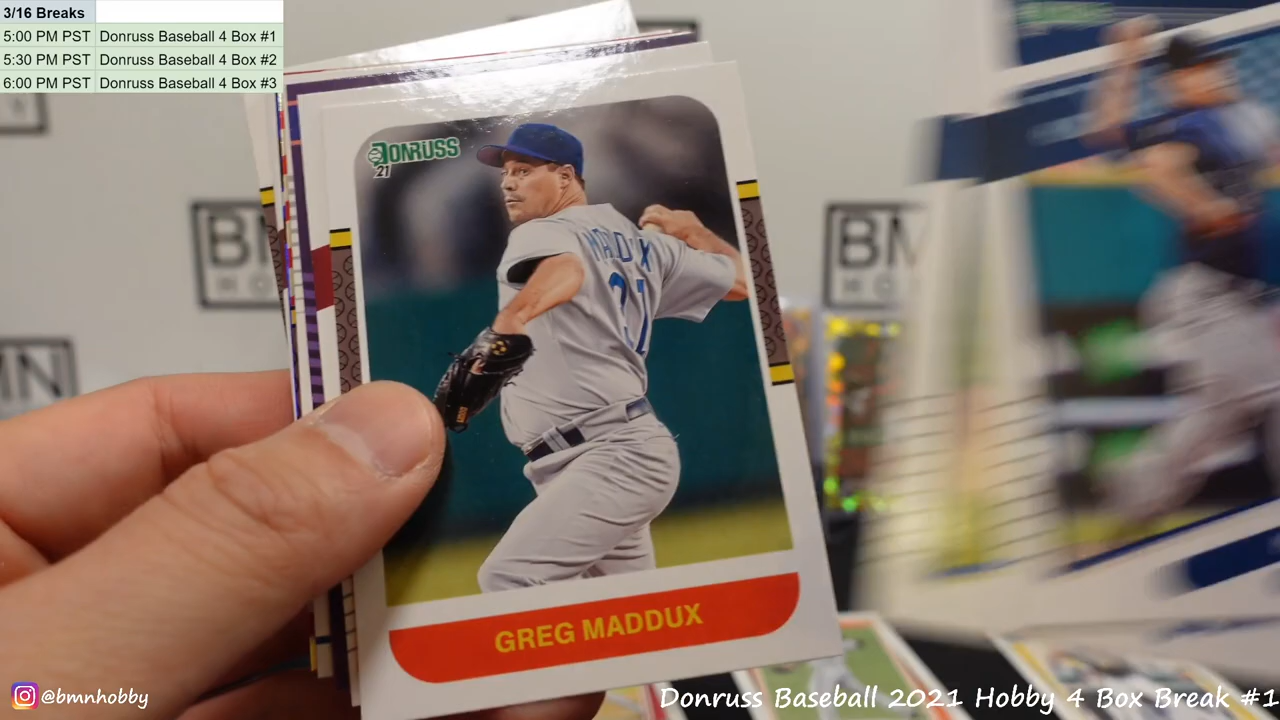 3/16 Breaks
5:00 PM PST Donruss Baseball 4 Box #1
5:30 PM PST Donruss Baseball 4 Box #2
6:00 PM PST Donruss Baseball 4 Box #3
DONRUSS
21
MADDUX
31
GREG MADDUX
@bmnhobby
Donruss Baseball 2021 Hobby 4 Box Break #1